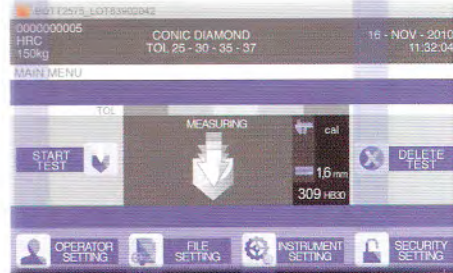 0000000005
HRC
150kg
CONIC DIAMOND
TOL 25 - 30 - 35 - 37
16 - NOV - 2010
11:32:04
MAIN MENU
TOL
MEASURING
cal
1,6 mm
309 HB30
START
TEST
DELETE
TEST
OPERATOR
SETTING
FILE
SETTING
INSTRUMENT
SETTING
SECURITY
SETTING